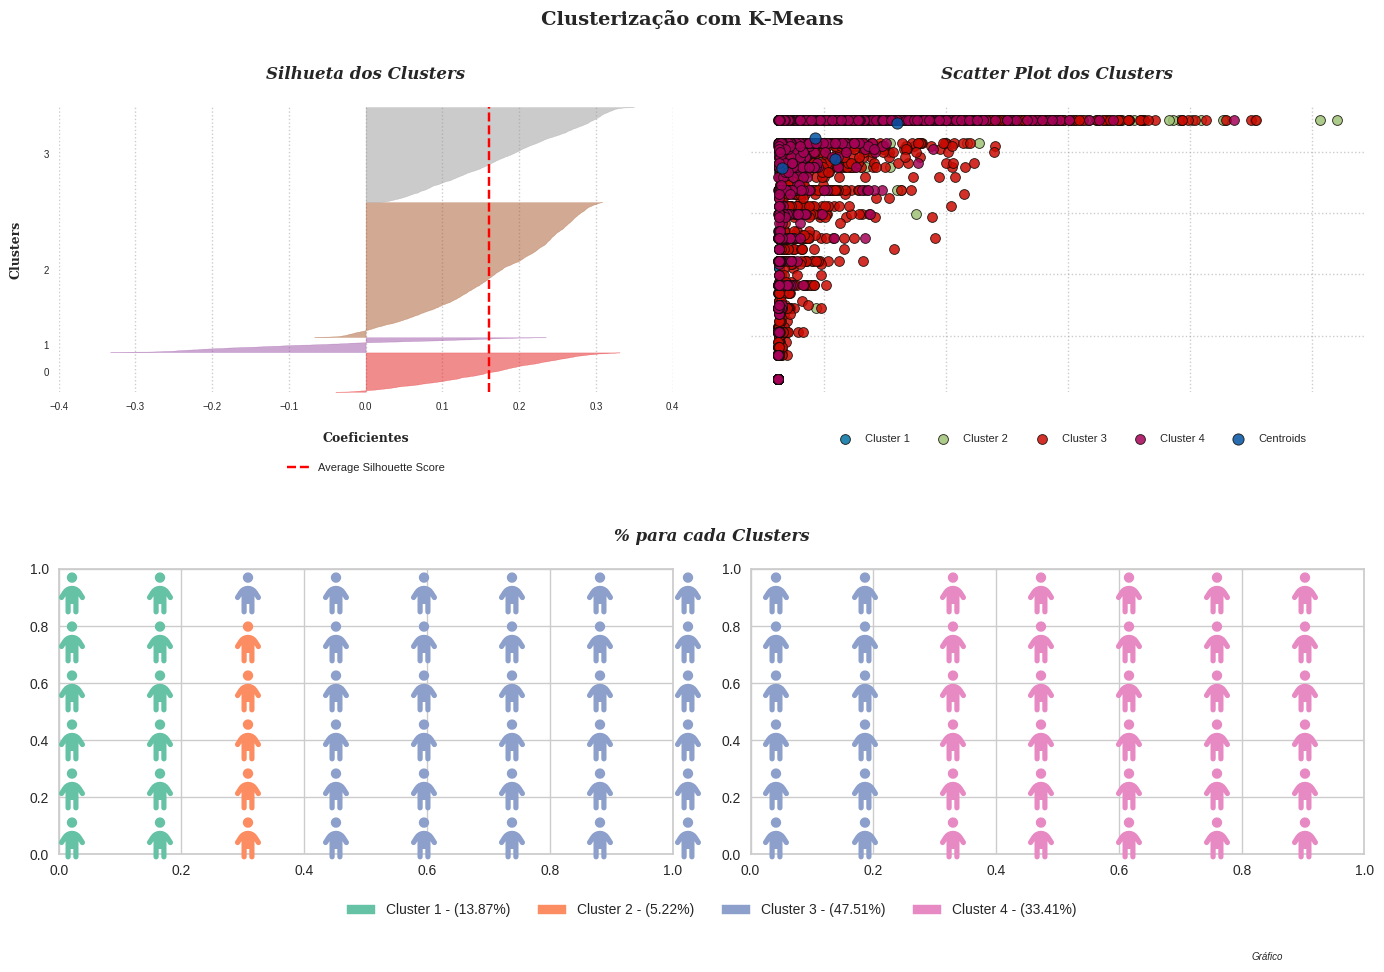 Clusterização com K-Means
Silhueta dos Clusters
Scatter Plot dos Clusters
Clusters
3
2
1
0
−0.4 −0.3 −0.2 −0.1 0.0 0.1 0.2 0.3 0.4
Coeficientes
Average Silhouette Score
Cluster 1 Cluster 2 Cluster 3 Cluster 4 Centroids
% para cada Clusters
1.0
0.8
0.6
0.4
0.2
0.0
0.0 0.2 0.4 0.6 0.8 1.0
1.0
0.8
0.6
0.4
0.2
0.0
0.0 0.2 0.4 0.6 0.8 1.0
Cluster 1 - (13.87%) Cluster 2 - (5.22%) Cluster 3 - (47.51%) Cluster 4 - (33.41%)
Gráfico